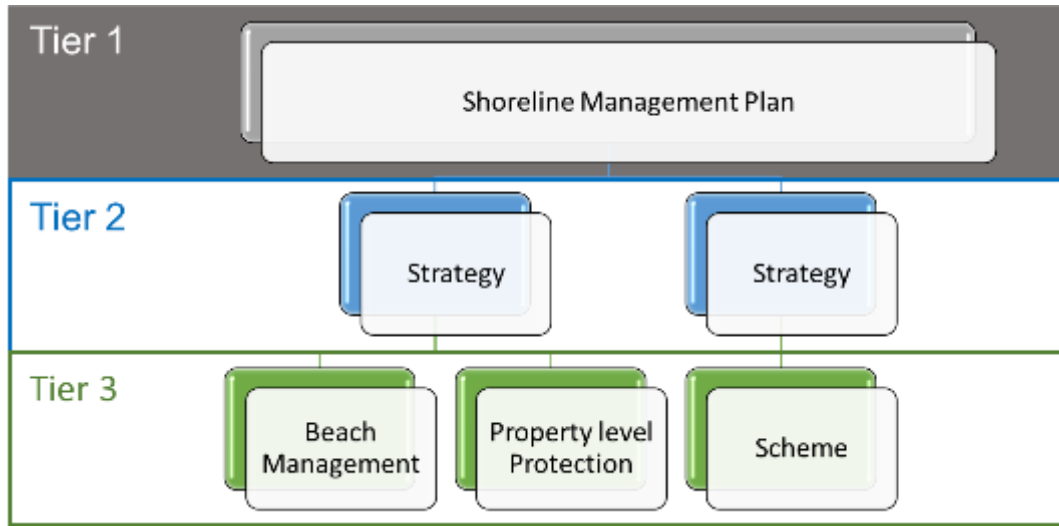 Tier 1
Shoreline Management Plan
Tier 2
Strategy
Strategy
Tier 3
Beach
Management
Property level
Protection
Scheme